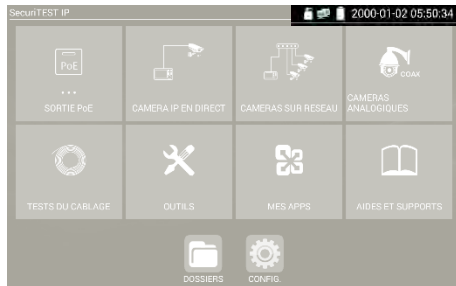 SecuriTEST IP
2000-01-02 05:50:34
PoE
SORTIE PoE
CAMERA IP EN DIRECT
CAMERAS SUR RESEAU
COAX
CAMERAS
ANALOGIQUES
TESTS DU CABLAGE
OUTILS
MES APPS
AIDES ET SUPPORTS
DOSSIERS
CONFIG.